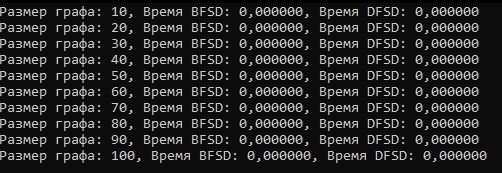 Размер графа: 10, Время BFSD: 0,000000, Время DFSD: 0,000000
Размер графа: 20, Время BFSD: 0,000000, Время DFSD: 0,000000
Размер графа: 30, Время BFSD: 0,000000, Время DFSD: 0,000000
Размер графа: 40, Время BFSD: 0,000000, Время DFSD: 0,000000
Размер графа: 50, Время BFSD: 0,000000, Время DFSD: 0,000000
Размер графа: 60, Время BFSD: 0,000000, Время DFSD: 0,000000
Размер графа: 70, Время BFSD: 0,000000, Время DFSD: 0,000000
Размер графа: 80, Время BFSD: 0,000000, Время DFSD: 0,000000
Размер графа: 90, Время BFSD: 0,000000, Время DFSD: 0,000000
Размер графа: 100, Время BFSD: 0,000000, Время DFSD: 0,000000